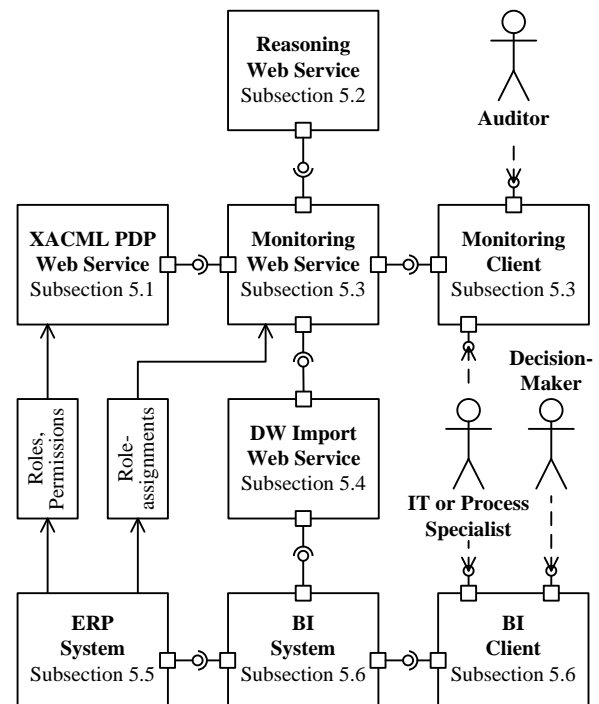 Reasoning
Web Service
Subsection 5.2
Auditor
XACML PDP
Web Service
Subsection 5.1
Monitoring
Web Service
Subsection 5.3
Monitoring
Client
Subsection 5.3
Decision-
Maker
Roles,
Permissions
Role-
assignments
DW Import
Web Service
Subsection 5.4
IT or Process
Specialist
ERP
System
Subsection 5.5
BI
System
Subsection 5.6
BI
Client
Subsection 5.6